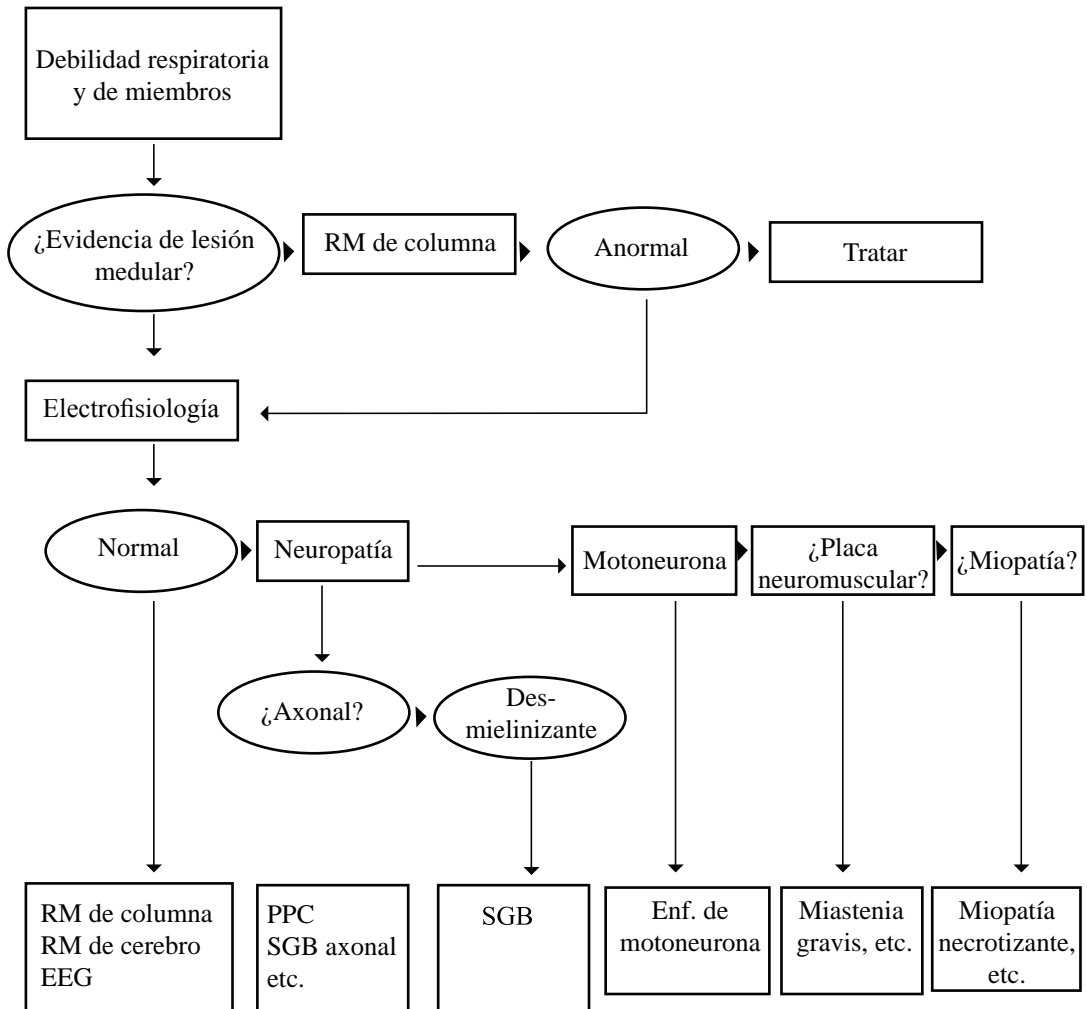 Debilidad respiratoria
y de miembros
¿Evidencia de lesión
medular?
RM de columna
Anormal
Tratar
Electrofisiología
Normal
Neuropatía
Motoneurona
¿Placa
neuromuscular?
¿Miopatía?
¿Axonal?
Des-
mielinizante
RM de columna
RM de cerebro
EEG
PPC
SGB axonal
etc.
SGB
Enf. de
motoneurona
Miastenia
gravis, etc.
Miopatía
necrotizante,
etc.